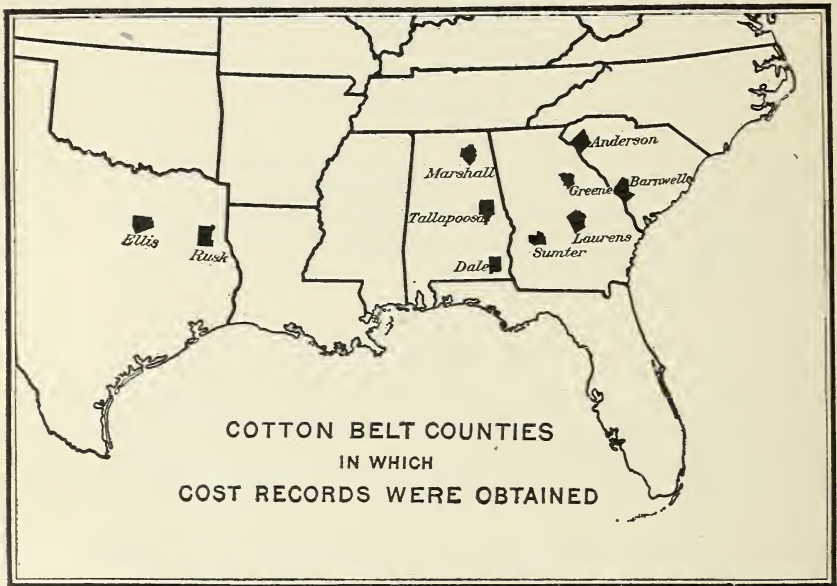 Anderson
Marshall
Greene
Barnwell
Tallapoosa
Ellis
Rusk
Laurens
Sumter
Dale
COTTON BELT COUNTIES
IN WHICH
COST RECORDS WERE OBTAINED